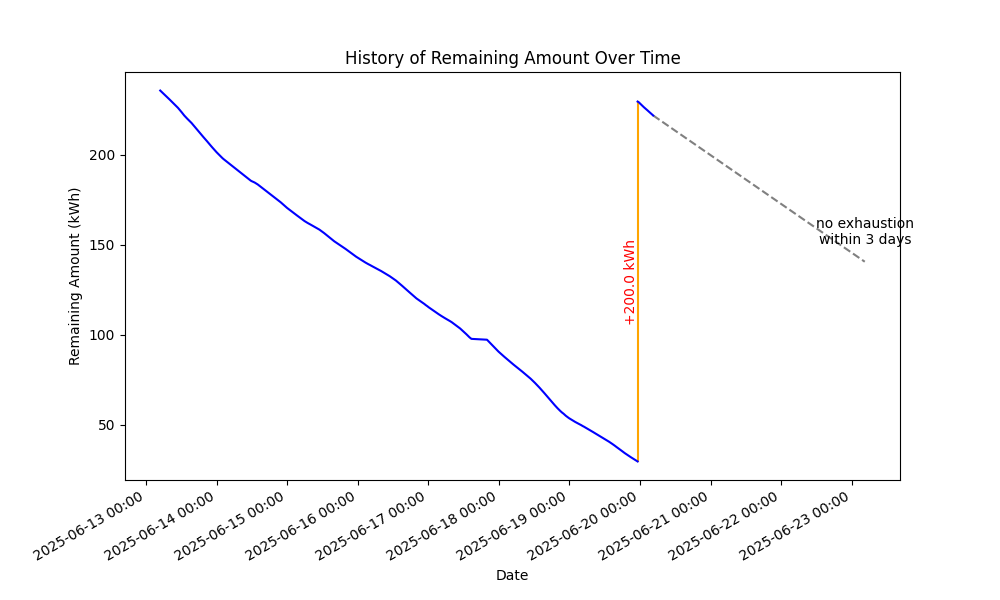 History of Remaining Amount Over Time
Remaining Amount (kWh)
200
150
100
50
+200.0 kWh
no exhaustion
within 3 days
2025-06-13 00:00
2025-06-14 00:00
2025-06-15 00:00
2025-06-16 00:00
2025-06-17 00:00
2025-06-18 00:00
2025-06-19 00:00
2025-06-20 00:00
2025-06-21 00:00
2025-06-22 00:00
2025-06-23 00:00
Date